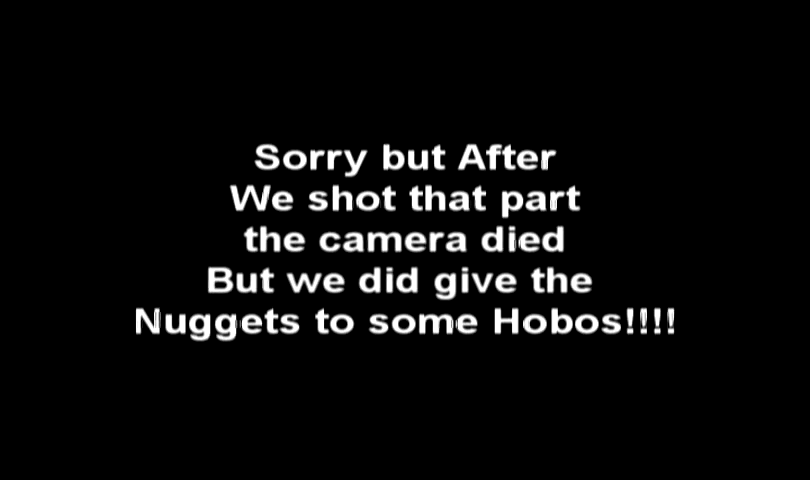 Sorry but After
We shot that part
the camera died
But we did give the
Nuggets to some Hobos!!!!